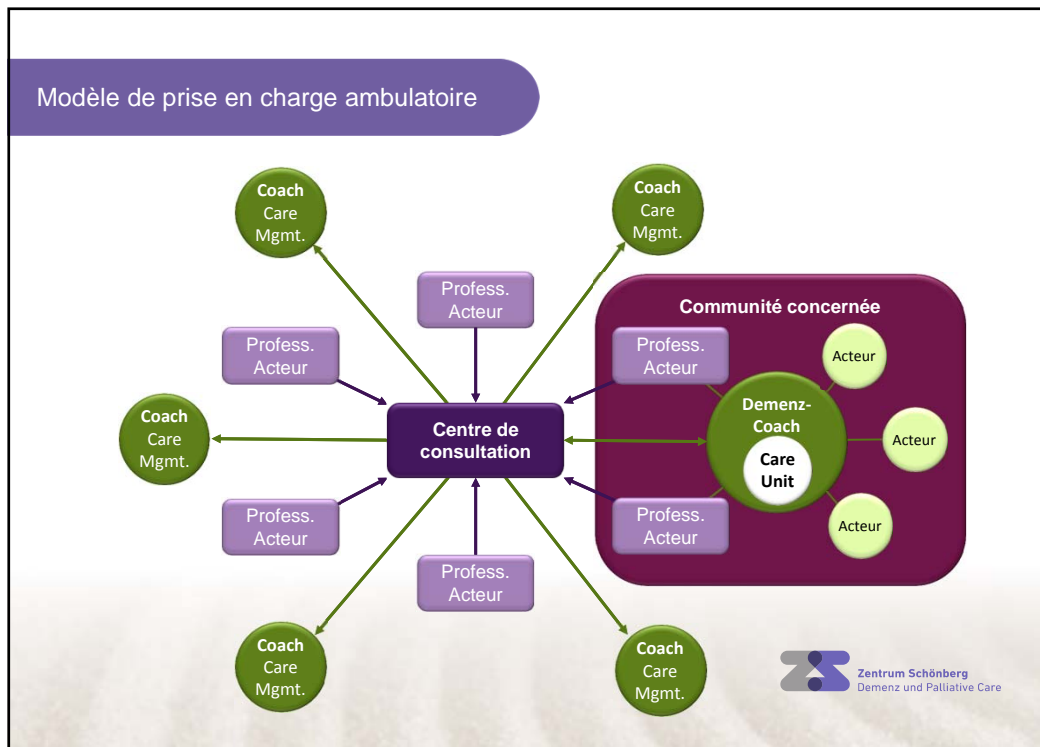 Modèle de prise en charge ambulatoire
Coach
Care
Mgmt.
Coach
Care
Mgmt.
Profess.
Acteur
Communité concernée
Profess.
Acteur
Profess.
Acteur
Acteur
Coach
Care
Mgmt.
Centre de
consultation
Demenz-
Coach
Care
Unit
Acteur
Profess.
Acteur
Profess.
Acteur
Acteur
Profess.
Acteur
Coach
Care
Mgmt.
Coach
Care
Mgmt.
Zentrum Schönberg
Demenz und Palliative Care